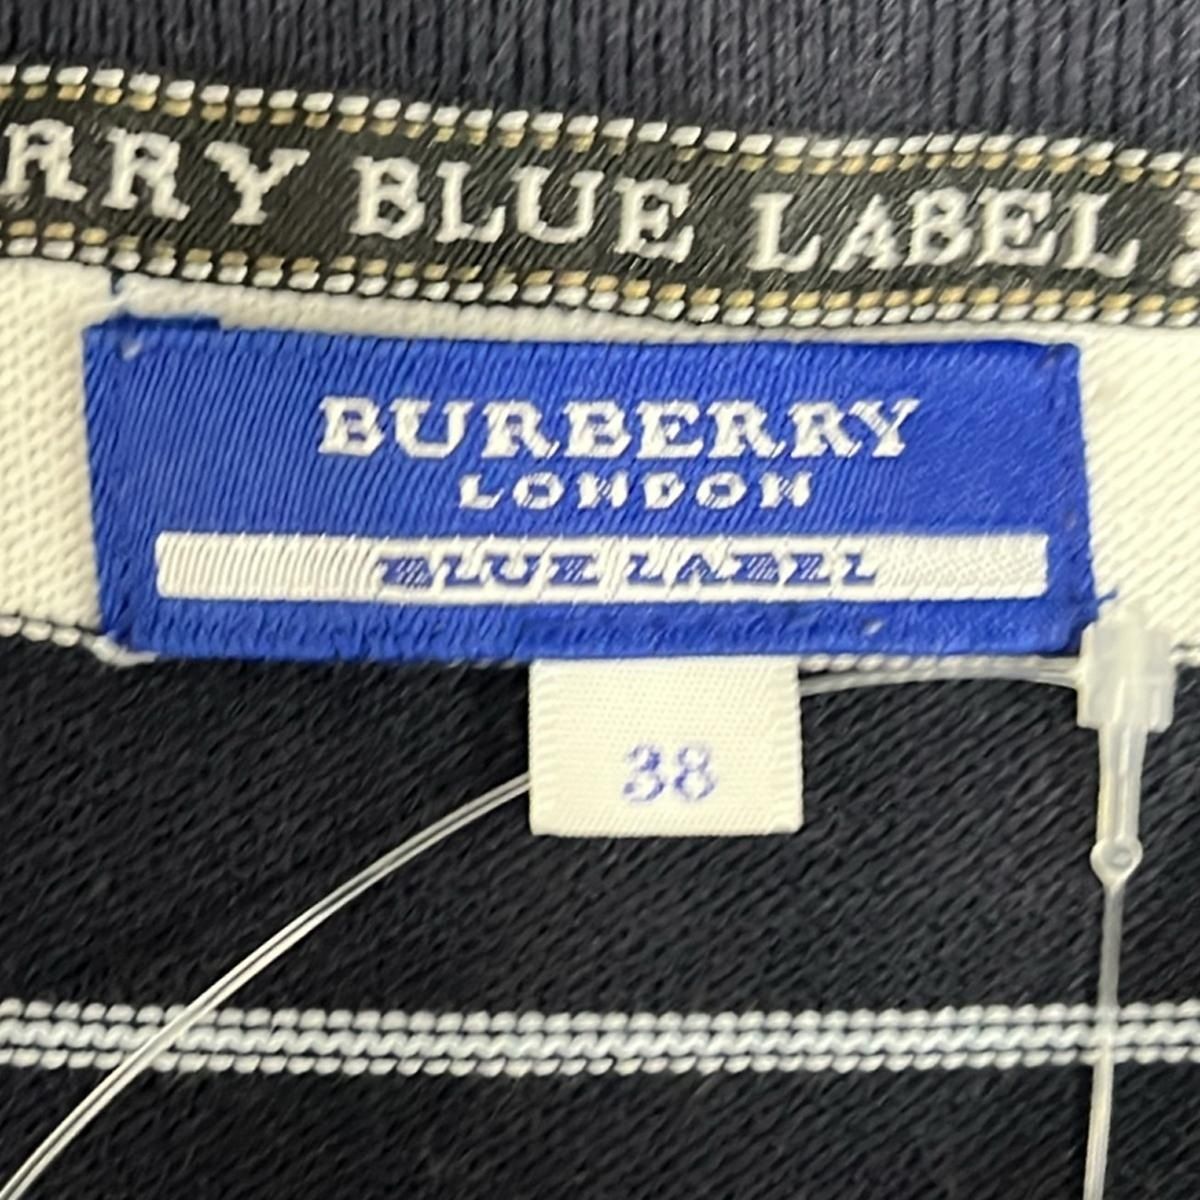 RRY BLUE LABEL
BURBERRY
LONDON
BLUE LABEL
38